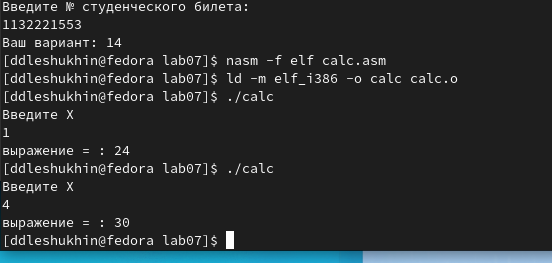 Введите № студенческого билета:
1132221553
Ваш вариант: 14
[ddleshukhin@fedora lab07]$ nasm -f elf calc.asm
[ddleshukhin@fedora lab07]$ ld -m elf_i386 -o calc calc.o
[ddleshukhin@fedora lab07]$ ./calc
Введите X
1
выражение = : 24
[ddleshukhin@fedora lab07]$ ./calc
Введите X
4
выражение = : 30
[ddleshukhin@fedora lab07]$